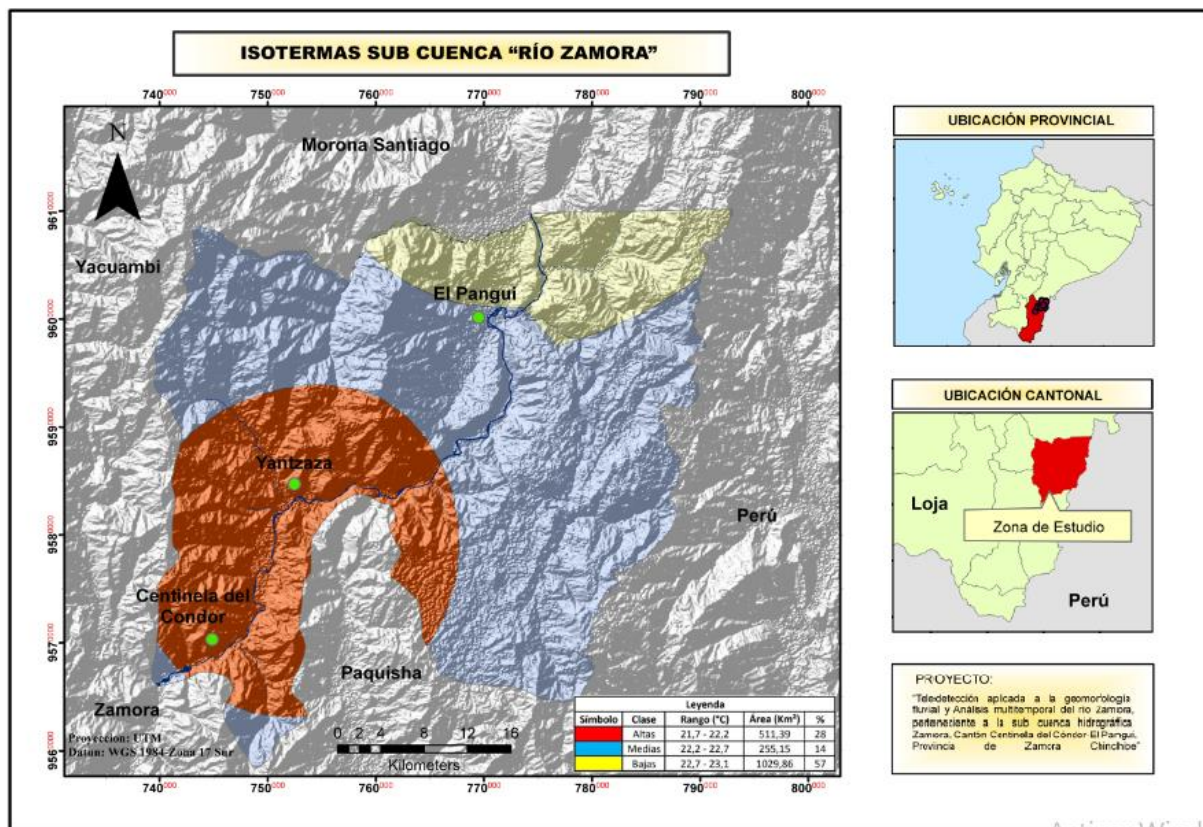 ISOTERMAS SUB CUENCA “RÍO ZAMORA”
740000 750000 760000 770000 780000 790000 800000
N
Morona Santiago
9610000
Yacuambi
El Pangui
9600000
9590000
Yantzaza
Perú
9580000
Centinela del
Condor
9570000
Paquisha
Zamora
Proyeccion: UTM
Datun: WGS 1984-Zona 17 Sur
9560000
0 2 4 8 12 16
Kilometers
Leyenda
Símbolo Clase Rango (°C) Área (Km²) %
Altas 21,7 - 22,2 511,39 28
Medias 22,2 - 22,7 255,15 14
Bajas 22,7 - 23,1 1029,86 57
740000 750000 760000 770000 780000 790000 800000
UBICACIÓN PROVINCIAL
UBICACIÓN CANTONAL
Loja
Zona de Estudio
Perú
PROYECTO:
"Teledetección aplicada a la geomorfología
fluvial y Análisis multitemporal del río Zamora,
perteneciente a la sub cuenca hidrográfica
Zamora, Cantón Centinela del Cóndor-El Pangui,
Provincia de Zamora Chinchipe"